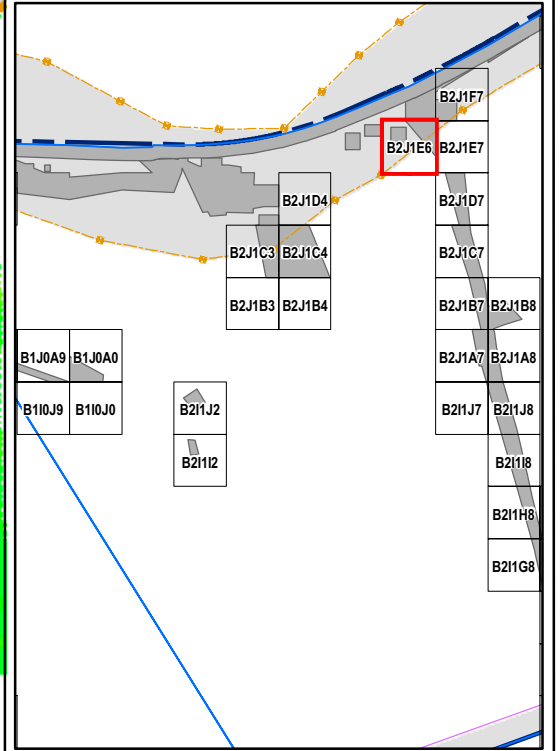 B2J1F7
B2J1E6 B2J1E7
B2J1D4 B2J1D7
B2J1C3 B2J1C4 B2J1C7
B2J1B3 B2J1B4 B2J1B7 B2J1B8
B1J0A9 B1J0A0 B2J1A7 B2J1A8
B1I0J9 B1I0J0 B2I1J2 B2I1J7 B2I1J8
B2I1I2 B2I1I8
B2I1H8
B2I1G8